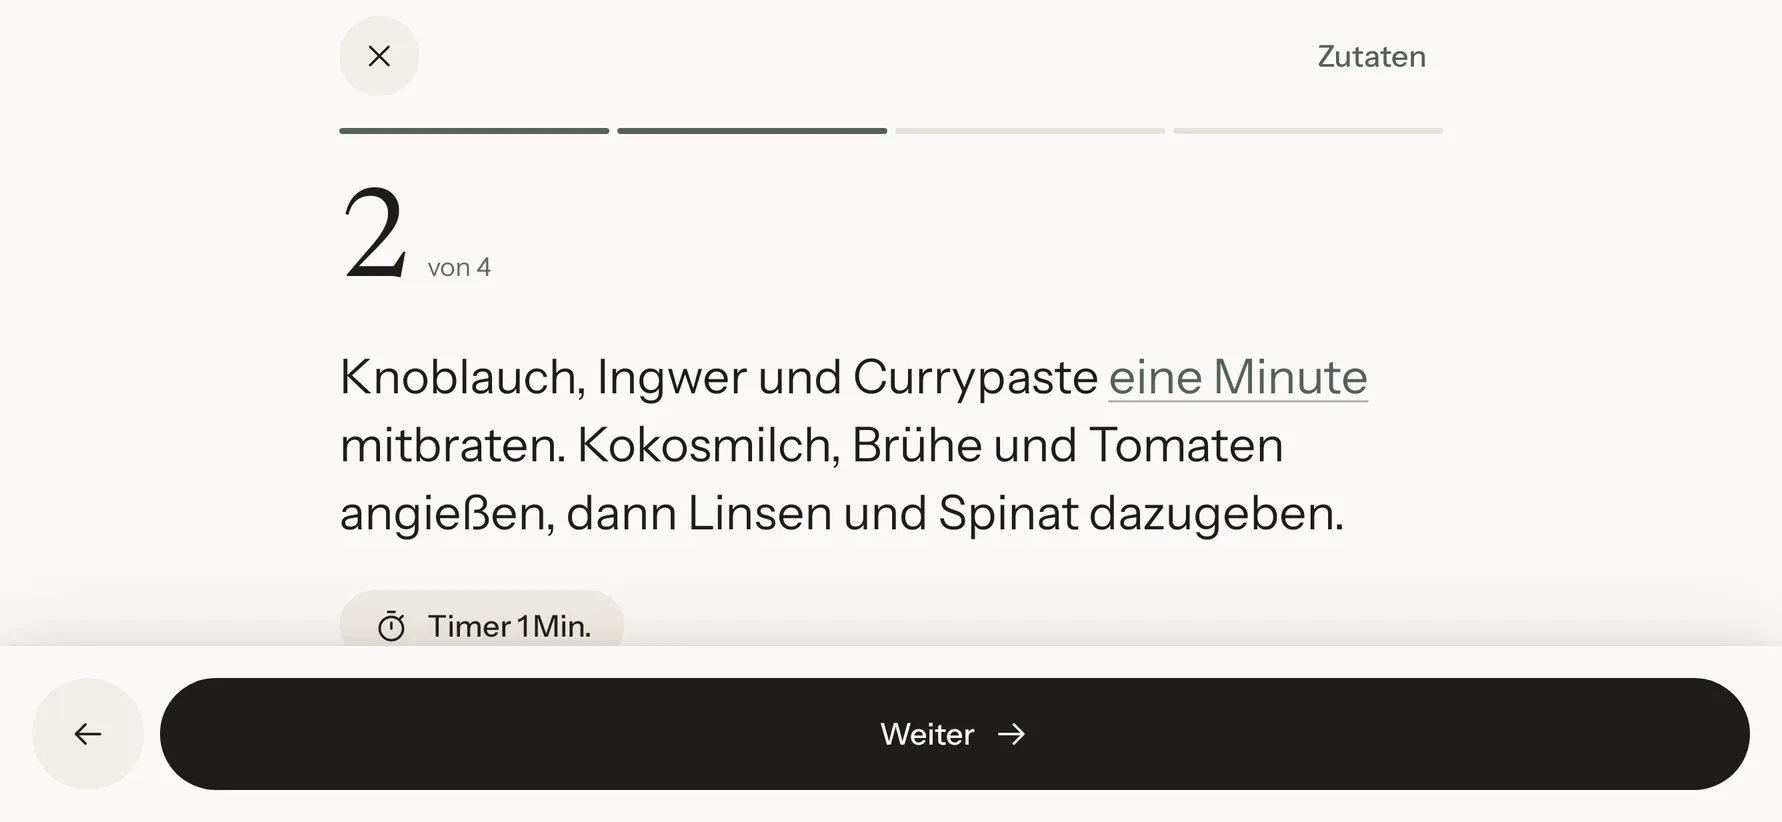 Zutaten
2 von 4
Knoblauch, Ingwer und Currypaste eine Minute
mitbraten. Kokosmilch, Brühe und Tomaten
angießen, dann Linsen und Spinat dazugeben.
Timer 1 Min.
Weiter